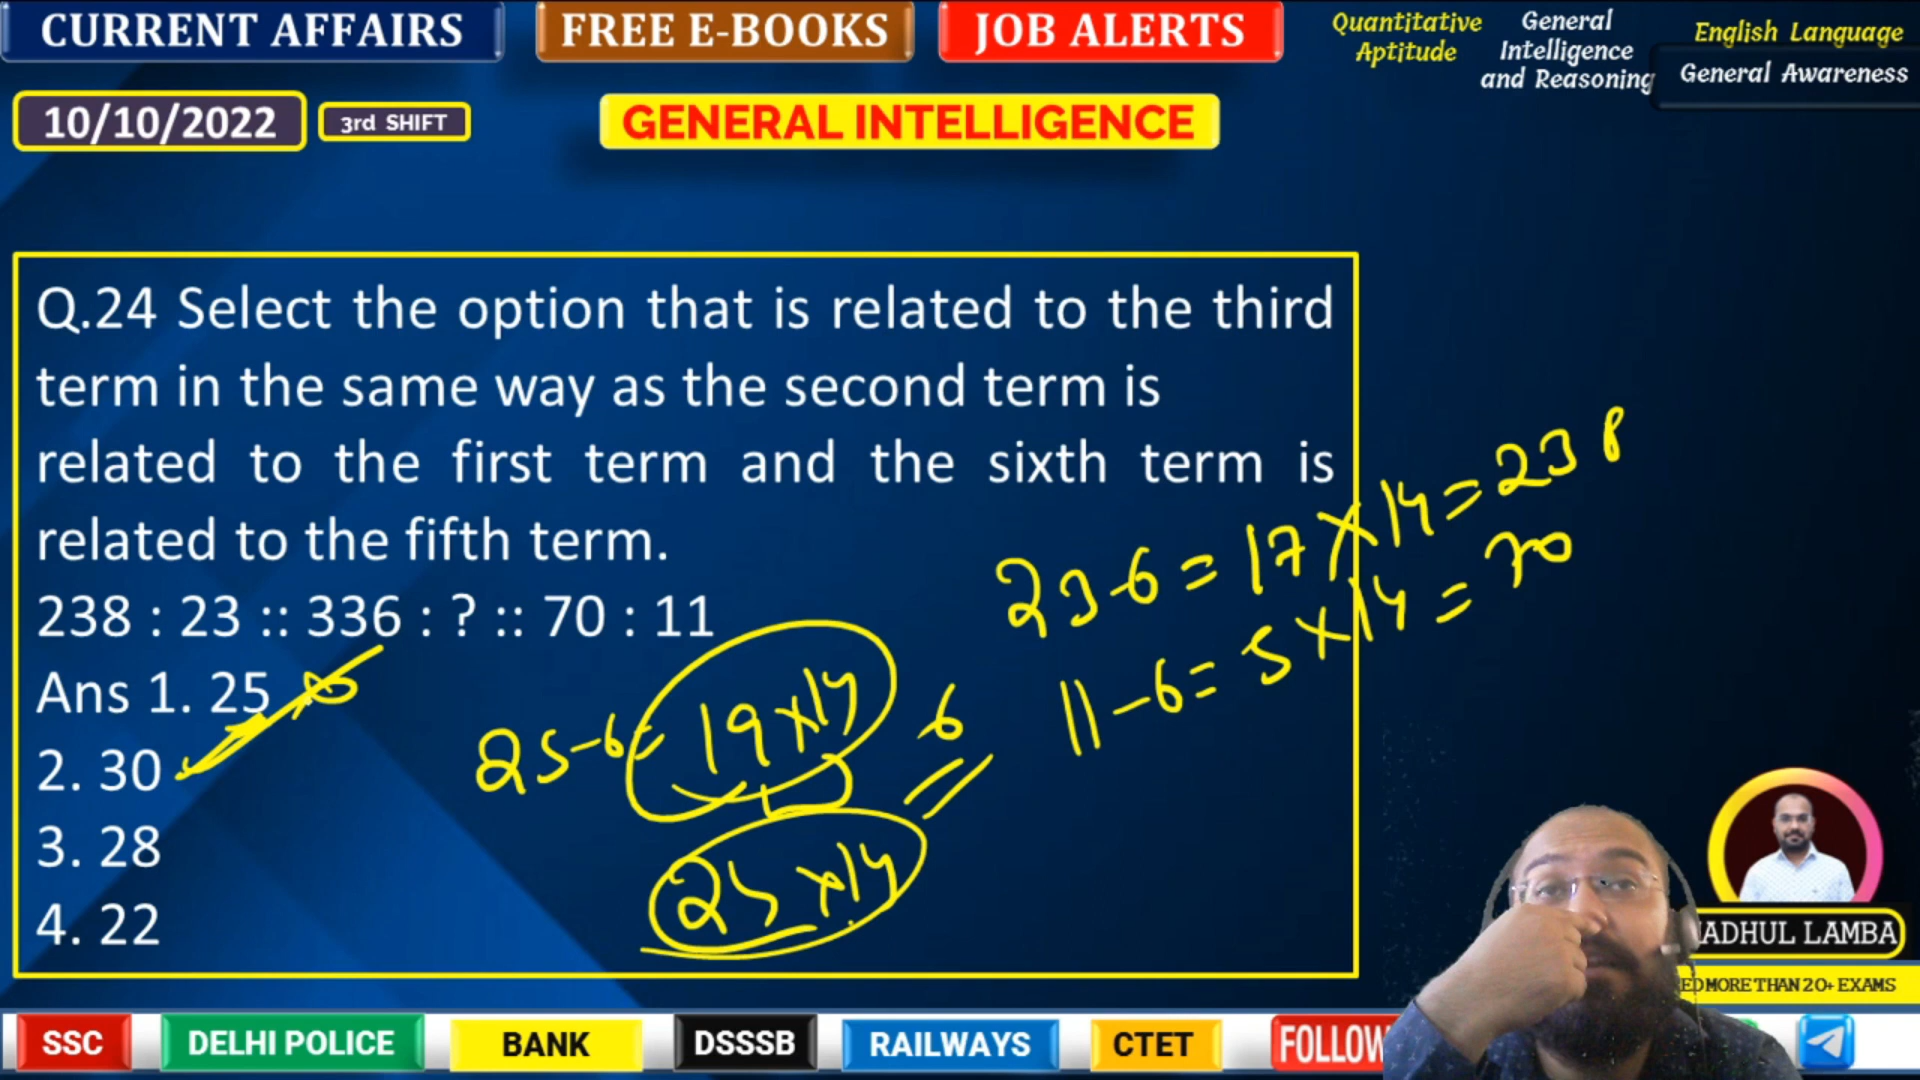 CURRENT AFFAIRS
FREE E-BOOKS
JOB ALERTS
Quantitative Aptitude
General Intelligence and Reasoning
English Language
General Awareness
10/10/2022
3rd SHIFT
GENERAL INTELLIGENCE
Q.24 Select the option that is related to the third
term in the same way as the second term is
related to the first term and the sixth term is
related to the fifth term.
238 : 23 :: 336 : ? :: 70 : 11
Ans 1. 25
2. 30
3. 28
4. 22
23-6=17×14=238
11-6=5×14=70
25-6=19×14
6
25×14
ADHUL LAMBA
ED MORE THAN 20+ EXAMS
SSC
DELHI POLICE
BANK
DSSSB
RAILWAYS
CTET
FOLLOW